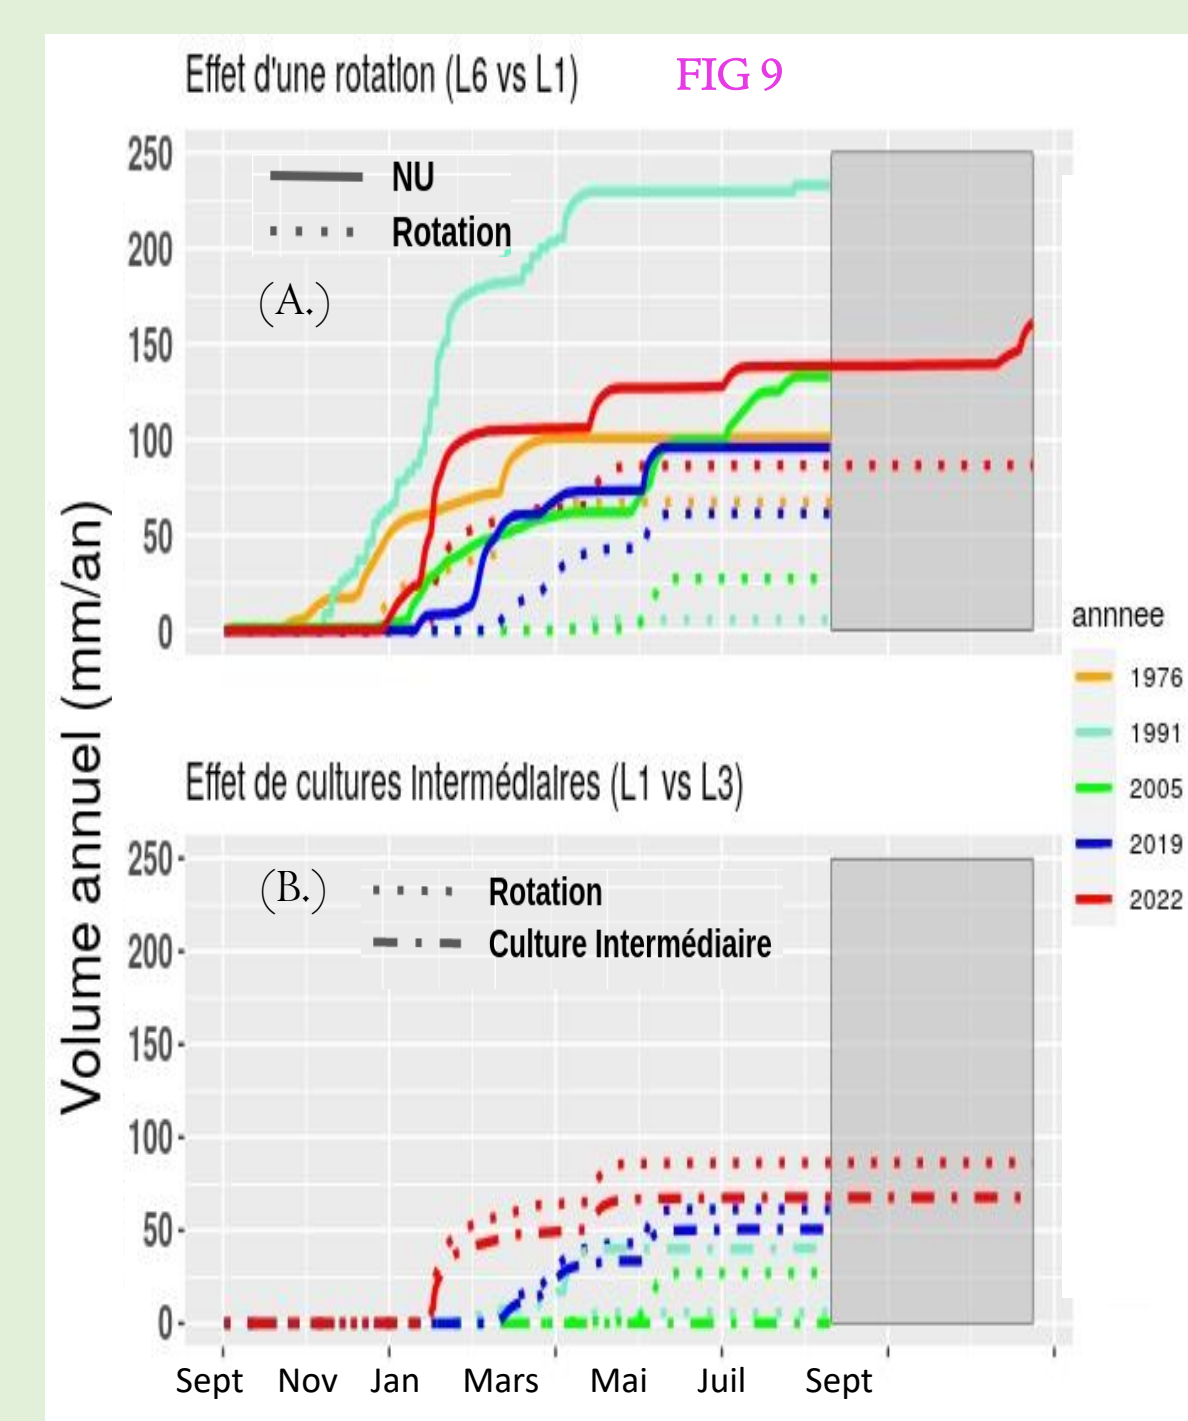 Effet d'une rotation (L6 vs L1)
FIG 9
250
200
150
100
50
0
NU
Rotation
(A.)
Volume annuel (mm/an)
annnee
1976
1991
2005
2019
2022
Effet de cultures Intermédiaires (L1 vs L3)
250
200
150
100
50
0
(B.)
Rotation
Culture Intermédiaire
Sept Nov Jan Mars Mai Juil Sept